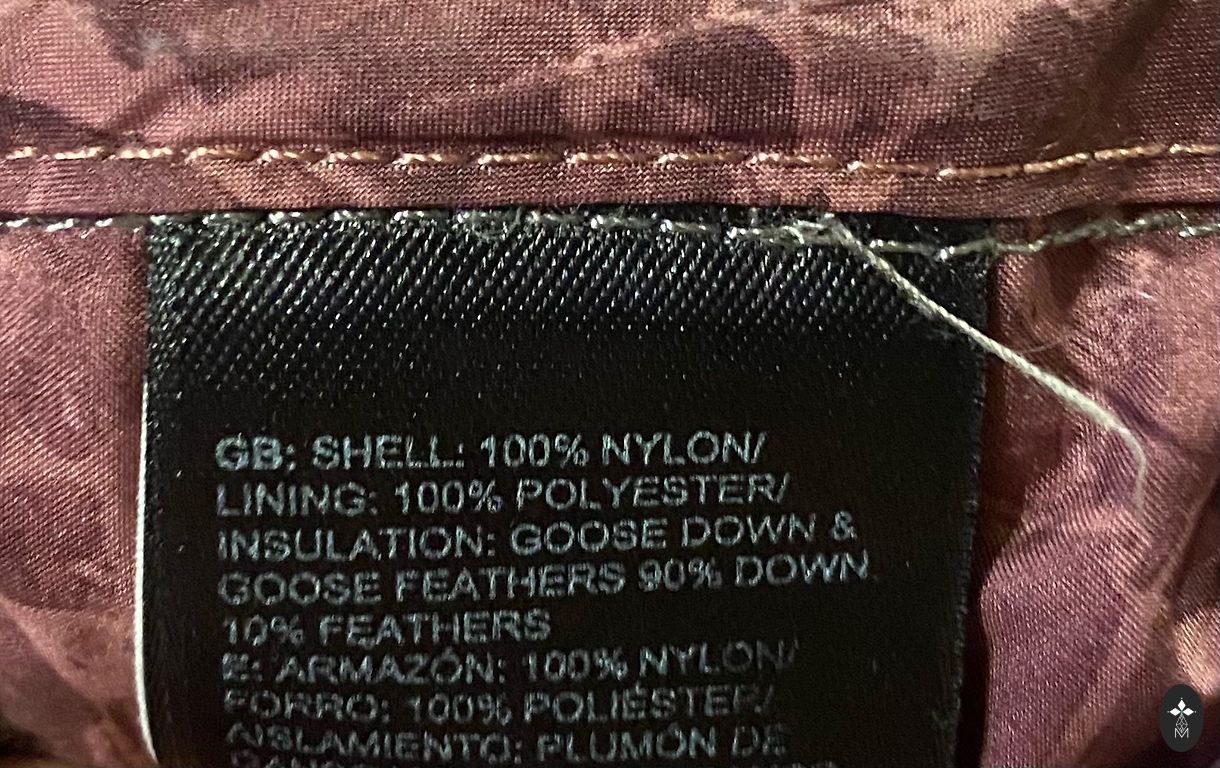 GB: SHELL: 100% NYLON/
LINING: 100% POLYESTER/
INSULATION: GOOSE DOWN &
GOOSE FEATHERS 90% DOWN
10% FEATHERS
E: ARMAZÓN: 100% NYLON/
FORRO: 100% POLIÉSTER/
AISLAMIENTO: PLUMÓN DE